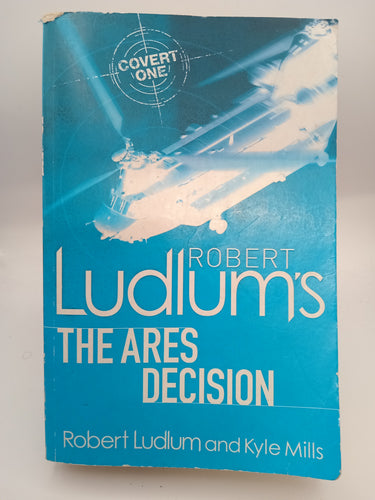 COVERT
ONE
ROBERT
Ludlum's
THE ARES
DECISION
Robert Ludlum and Kyle Mills